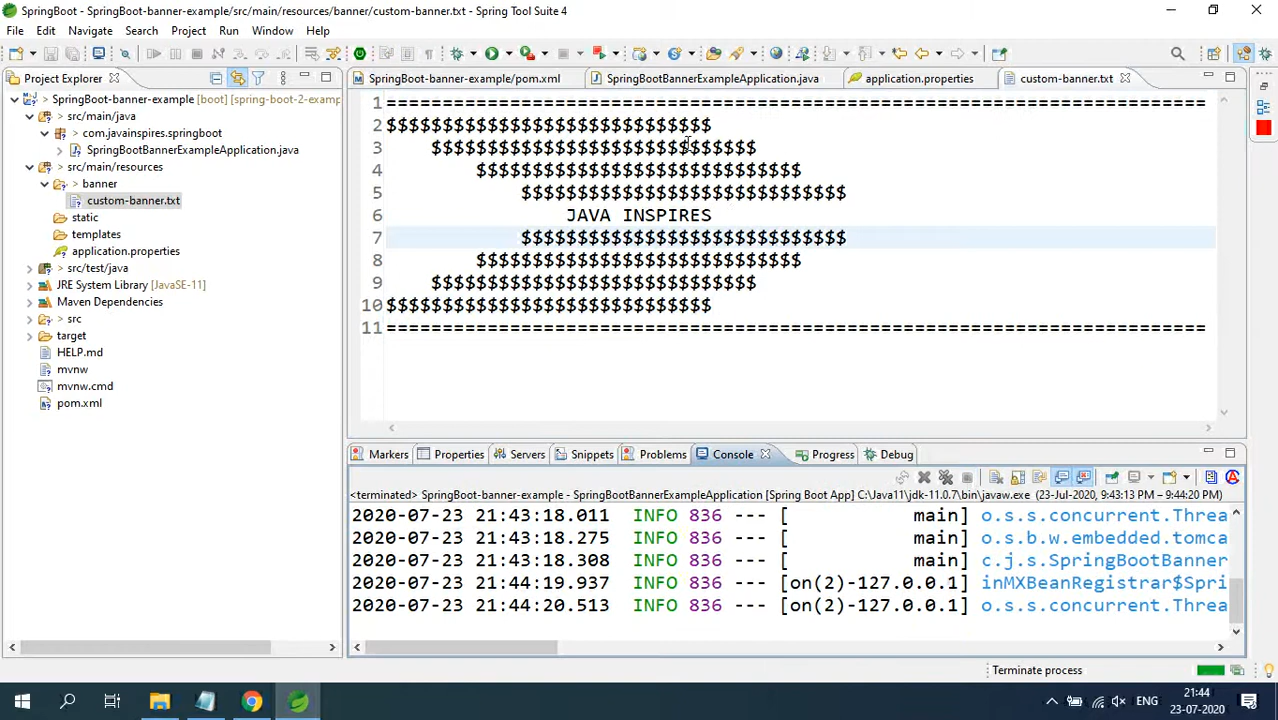 SpringBoot - SpringBoot-banner-example/src/main/resources/banner/custom-banner.txt - Spring Tool Suite 4
File Edit Navigate Search Project Run Window Help
Project Explorer
SpringBoot-banner-example/pom.xml SpringBootBannerExampleApplication.java application.properties custom-banner.txt
SpringBoot-banner-example [boot] [spring-boot-2-examp
src/main/java
com.javainspires.springboot
SpringBootBannerExampleApplication.java
src/main/resources
banner
custom-banner.txt
static
templates
application.properties
src/test/java
JRE System Library [JavaSE-11]
Maven Dependencies
src
target
HELP.md
mvnw
mvnw.cmd
pom.xml
1 =========================================================================
2 $$$$$$$$$$$$$$$$$$$$$$$$$$$$$
3     $$$$$$$$$$$$$$$$$$$$$$$$$$$$$
4         $$$$$$$$$$$$$$$$$$$$$$$$$$$$$
5             $$$$$$$$$$$$$$$$$$$$$$$$$$$$$
6                 JAVA INSPIRES
7             $$$$$$$$$$$$$$$$$$$$$$$$$$$$$
8         $$$$$$$$$$$$$$$$$$$$$$$$$$$$$
9     $$$$$$$$$$$$$$$$$$$$$$$$$$$$$
10 $$$$$$$$$$$$$$$$$$$$$$$$$$$$$
11 =========================================================================
Markers Properties Servers Snippets Problems Console Progress Debug
<terminated> SpringBoot-banner-example - SpringBootBannerExampleApplication [Spring Boot App] C:\Java11\jdk-11.0.7\bin\javaw.exe (23-Jul-2020, 9:43:13 PM – 9:44:20 PM)
2020-07-23 21:43:18.011  INFO 836 --- [           main] o.s.s.concurrent.Threa
2020-07-23 21:43:18.275  INFO 836 --- [           main] o.s.b.w.embedded.tomca
2020-07-23 21:43:18.308  INFO 836 --- [           main] c.j.s.SpringBootBanner
2020-07-23 21:44:19.937  INFO 836 --- [on(2)-127.0.0.1] inMXBeanRegistrar$Spri
2020-07-23 21:44:20.513  INFO 836 --- [on(2)-127.0.0.1] o.s.s.concurrent.Threa
Terminate process
ENG
21:44
23-07-2020